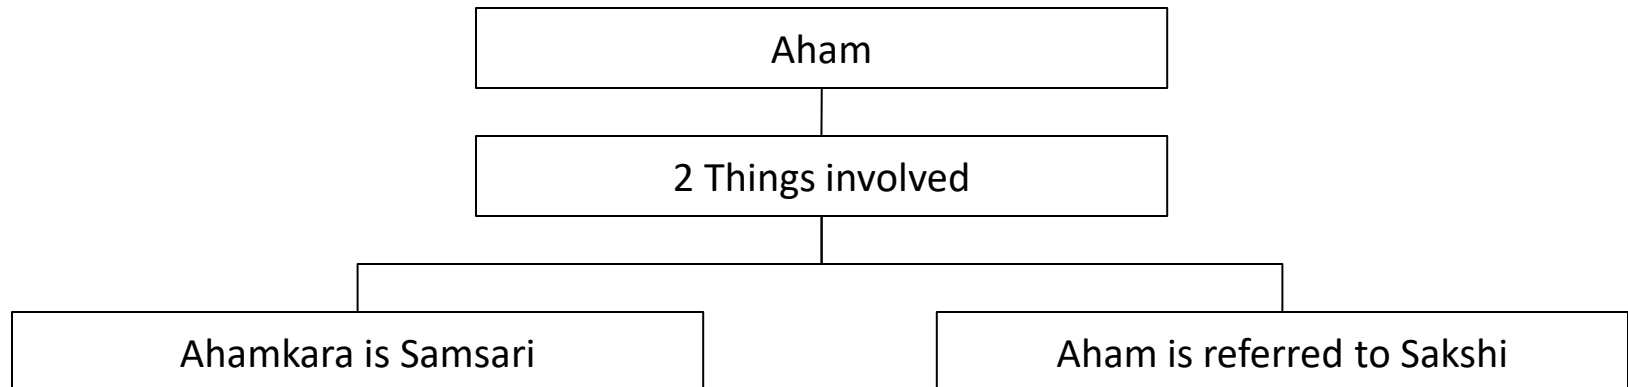 Aham
2 Things involved
Ahamkara is Samsari
Aham is referred to Sakshi